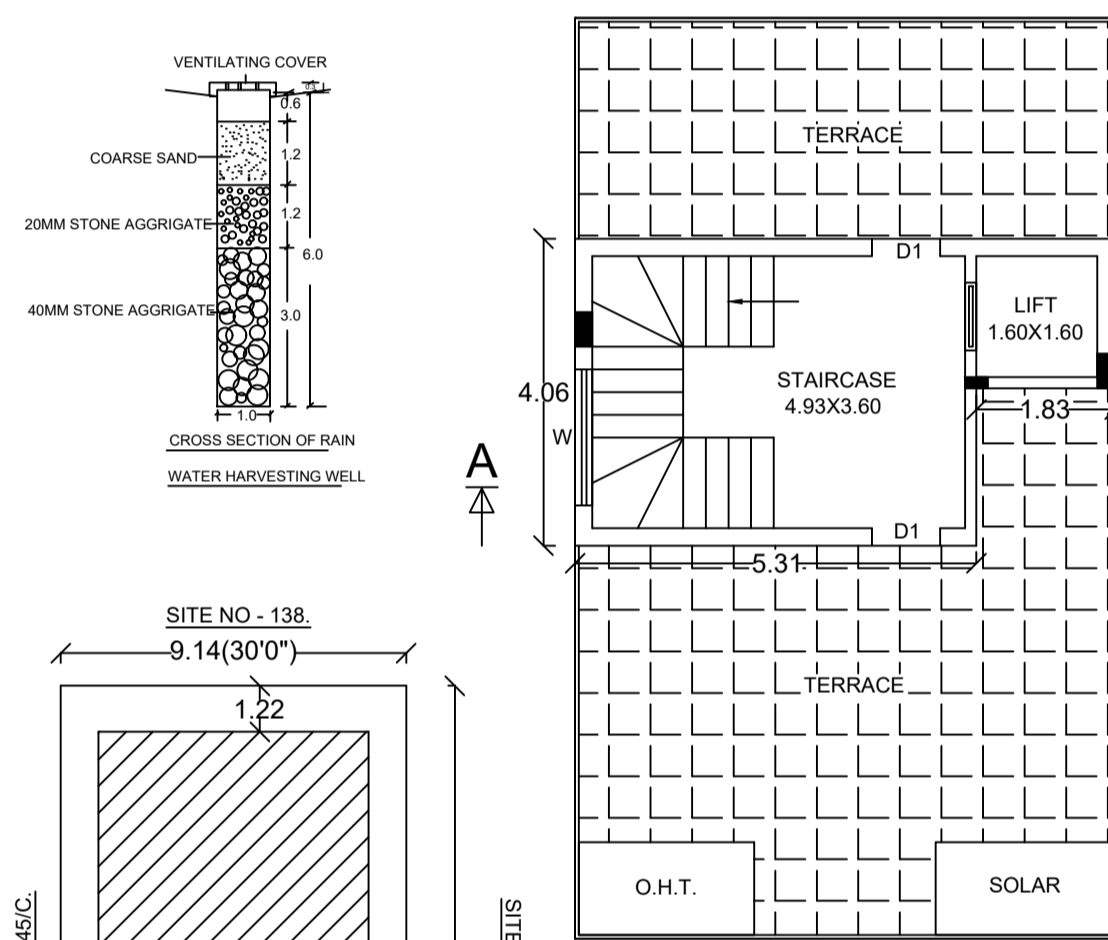 VENTILATING COVER
0.6
COARSE SAND
1.2
20MM STONE AGGRIGATE
1.2
6.0
40MM STONE AGGRIGATE
3.0
1.0
CROSS SECTION OF RAIN
WATER HARVESTING WELL
A
TERRACE
D1
LIFT
1.60X1.60
STAIRCASE
4.93X3.60
4.06
W
1.83
D1
5.31
TERRACE
O.H.T.
SOLAR
SITE NO - 138.
9.14(30'0")
1.22
45/C.
SITE